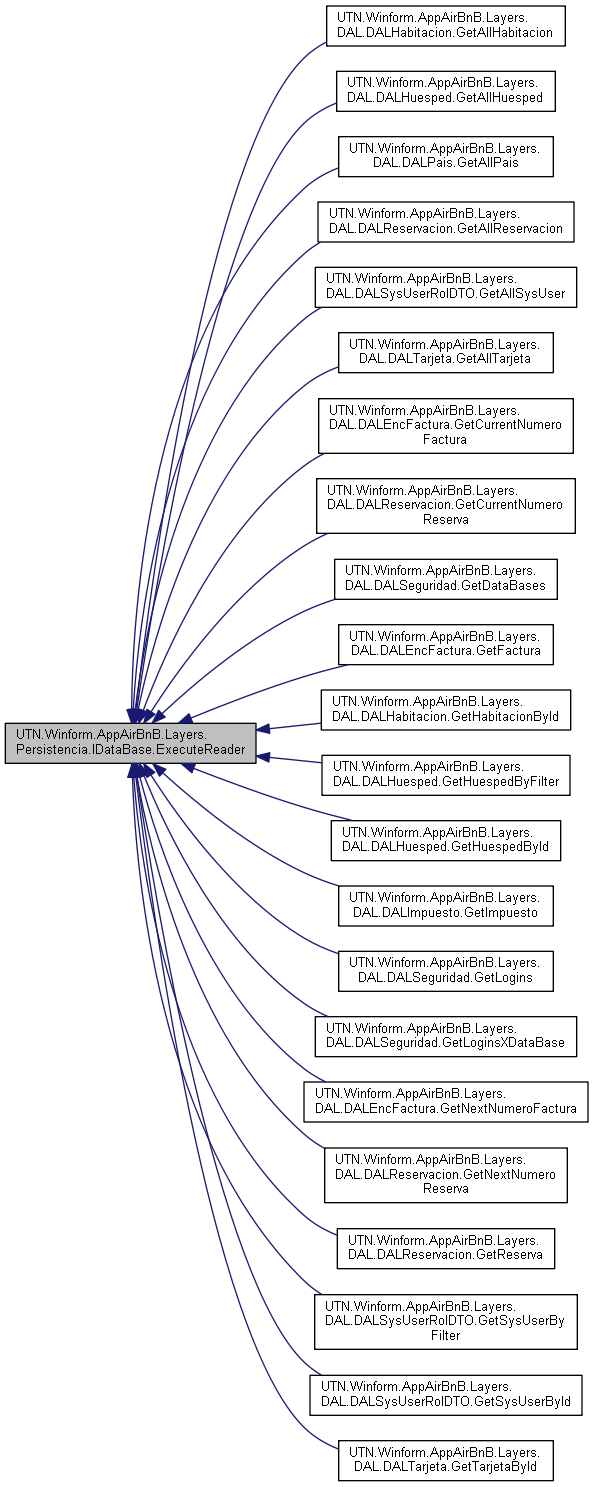 UTN.Winform.AppAirBnB.Layers.
DAL.DALHabitacion.GetAllHabitacion
UTN.Winform.AppAirBnB.Layers.
DAL.DALHuesped.GetAllHuesped
UTN.Winform.AppAirBnB.Layers.
DAL.DALPais.GetAllPais
UTN.Winform.AppAirBnB.Layers.
DAL.DALReservacion.GetAllReservacion
UTN.Winform.AppAirBnB.Layers.
DAL.DALSysUserRolDTO.GetAllSysUser
UTN.Winform.AppAirBnB.Layers.
DAL.DALTarjeta.GetAllTarjeta
UTN.Winform.AppAirBnB.Layers.
DAL.DALEncFactura.GetCurrentNumero
Factura
UTN.Winform.AppAirBnB.Layers.
DAL.DALReservacion.GetCurrentNumero
Reserva
UTN.Winform.AppAirBnB.Layers.
DAL.DALSeguridad.GetDataBases
UTN.Winform.AppAirBnB.Layers.
DAL.DALEncFactura.GetFactura
UTN.Winform.AppAirBnB.Layers.
DAL.DALHabitacion.GetHabitacionById
UTN.Winform.AppAirBnB.Layers.
Persistencia.IDataBase.ExecuteReader
UTN.Winform.AppAirBnB.Layers.
DAL.DALHuesped.GetHuespedByFilter
UTN.Winform.AppAirBnB.Layers.
DAL.DALHuesped.GetHuespedById
UTN.Winform.AppAirBnB.Layers.
DAL.DALImpuesto.GetImpuesto
UTN.Winform.AppAirBnB.Layers.
DAL.DALSeguridad.GetLogins
UTN.Winform.AppAirBnB.Layers.
DAL.DALSeguridad.GetLoginsXDataBase
UTN.Winform.AppAirBnB.Layers.
DAL.DALEncFactura.GetNextNumeroFactura
UTN.Winform.AppAirBnB.Layers.
DAL.DALReservacion.GetNextNumero
Reserva
UTN.Winform.AppAirBnB.Layers.
DAL.DALReservacion.GetReserva
UTN.Winform.AppAirBnB.Layers.
DAL.DALSysUserRolDTO.GetSysUserBy
Filter
UTN.Winform.AppAirBnB.Layers.
DAL.DALSysUserRolDTO.GetSysUserById
UTN.Winform.AppAirBnB.Layers.
DAL.DALTarjeta.GetTarjetaById